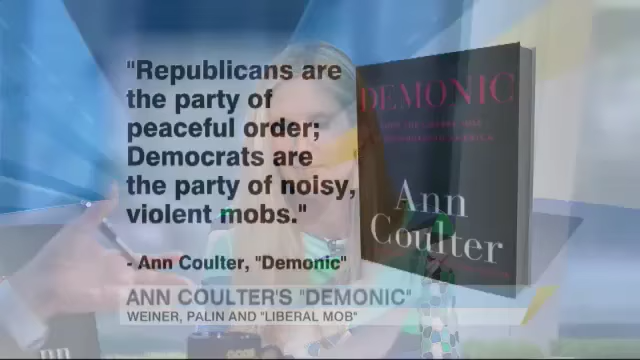 "Republicans are
the party of
peaceful order;
Democrats are
the party of noisy,
violent mobs."
- Ann Coulter, "Demonic"
DEMONIC
Ann
Coulter
ANN COULTER'S "DEMONIC"
WEINER, PALIN AND "LIBERAL MOB"